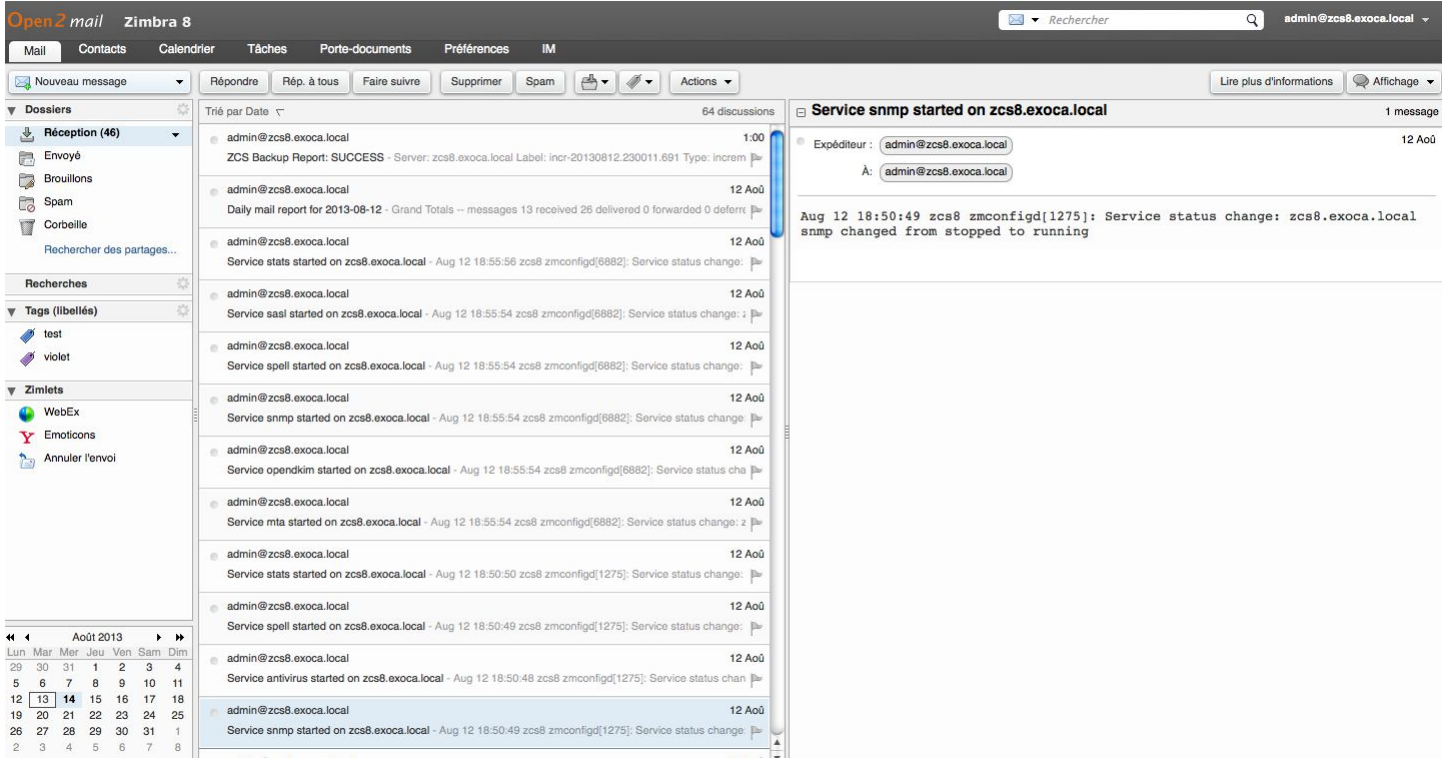 Open2 mail Zimbra 8
Rechercher
admin@zcs8.exoca.local
Mail Contacts Calendrier Tâches Porte-documents Préférences IM
Nouveau message
Répondre Rép. à tous Faire suivre Supprimer Spam Actions
Lire plus d'informations Affichage
Dossiers
Réception (46)
Envoyé
Brouillons
Spam
Corbeille
Rechercher des partages...
Recherches
Tags (libellés)
test
violet
Zimlets
WebEx
Emoticons
Annuler l'envoi
Août 2013
Lun Mar Mer Jeu Ven Sam Dim
29 30 31 1 2 3 4
5 6 7 8 9 10 11
12 13 14 15 16 17 18
19 20 21 22 23 24 25
26 27 28 29 30 31 1
2 3 4 5 6 7 8
Trié par Date 64 discussions
admin@zcs8.exoca.local 1:00
ZCS Backup Report: SUCCESS - Server: zcs8.exoca.local Label: incr-20130812.230011.691 Type: increm
admin@zcs8.exoca.local 12 Aoû
Daily mail report for 2013-08-12 - Grand Totals -- messages 13 received 26 delivered 0 forwarded 0 deferre
admin@zcs8.exoca.local 12 Aoû
Service stats started on zcs8.exoca.local - Aug 12 18:55:56 zcs8 zmconfigd[6882]: Service status change:
admin@zcs8.exoca.local 12 Aoû
Service sasl started on zcs8.exoca.local - Aug 12 18:55:54 zcs8 zmconfigd[6882]: Service status change: z
admin@zcs8.exoca.local 12 Aoû
Service spell started on zcs8.exoca.local - Aug 12 18:55:54 zcs8 zmconfigd[6882]: Service status change:
admin@zcs8.exoca.local 12 Aoû
Service snmp started on zcs8.exoca.local - Aug 12 18:55:54 zcs8 zmconfigd[6882]: Service status change:
admin@zcs8.exoca.local 12 Aoû
Service opendkim started on zcs8.exoca.local - Aug 12 18:55:54 zcs8 zmconfigd[6882]: Service status cha
admin@zcs8.exoca.local 12 Aoû
Service mta started on zcs8.exoca.local - Aug 12 18:55:54 zcs8 zmconfigd[6882]: Service status change: z
admin@zcs8.exoca.local 12 Aoû
Service stats started on zcs8.exoca.local - Aug 12 18:50:50 zcs8 zmconfigd[1275]: Service status change:
admin@zcs8.exoca.local 12 Aoû
Service spell started on zcs8.exoca.local - Aug 12 18:50:49 zcs8 zmconfigd[1275]: Service status change:
admin@zcs8.exoca.local 12 Aoû
Service antivirus started on zcs8.exoca.local - Aug 12 18:50:48 zcs8 zmconfigd[1275]: Service status chan
admin@zcs8.exoca.local 12 Aoû
Service snmp started on zcs8.exoca.local - Aug 12 18:50:49 zcs8 zmconfigd[1275]: Service status change:
Service snmp started on zcs8.exoca.local 1 message
Expéditeur : admin@zcs8.exoca.local 12 Aoû
À: admin@zcs8.exoca.local
Aug 12 18:50:49 zcs8 zmconfigd[1275]: Service status change: zcs8.exoca.local
snmp changed from stopped to running